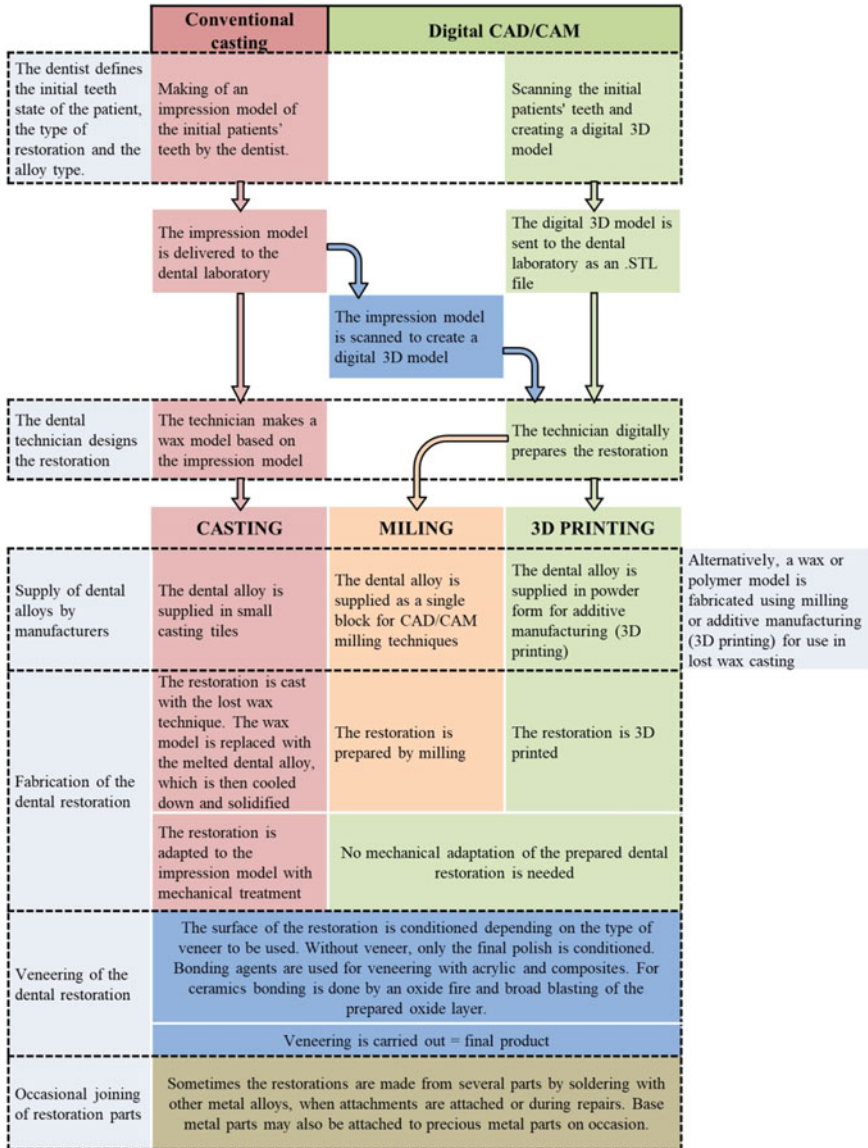 Conventional
casting
Digital CAD/CAM
The dentist defines
the initial teeth
state of the patient,
the type of
restoration and the
alloy type.
Making of an
impression model of
the initial patients'
teeth by the dentist.
Scanning the initial
patients' teeth and
creating a digital 3D
model
The impression model
is delivered to the
dental laboratory
The digital 3D model is
sent to the dental
laboratory as an .STL
file
The impression model
is scanned to create a
digital 3D model
The dental
technician designs
the restoration
The technician makes a
wax model based on
the impression model
The technician digitally
prepares the restoration
CASTING
MILING
3D PRINTING
Supply of dental
alloys by
manufacturers
The dental alloy is
supplied in small
casting tiles
The dental alloy is
supplied as a single
block for CAD/CAM
milling techniques
The dental alloy is
supplied in powder
form for additive
manufacturing (3D
printing)
Alternatively, a wax or
polymer model is
fabricated using milling
or additive manufacturing
(3D printing) for use in
lost wax casting
Fabrication of the
dental restoration
The restoration is cast
with the lost wax
technique. The wax
model is replaced with
the melted dental alloy,
which is then cooled
down and solidified
The restoration is
prepared by milling
The restoration is 3D
printed
The restoration is
adapted to the
impression model with
mechanical treatment
No mechanical adaptation of the prepared dental
restoration is needed
Veneering of the
dental restoration
The surface of the restoration is conditioned depending on the type of
veneer to be used. Without veneer, only the final polish is conditioned.
Bonding agents are used for veneering with acrylic and composites. For
ceramics bonding is done by an oxide fire and broad blasting of the
prepared oxide layer.
Veneering is carried out = final product
Occasional joining
of restoration parts
Sometimes the restorations are made from several parts by soldering with
other metal alloys, when attachments are attached or during repairs. Base
metal parts may also be attached to precious metal parts on occasion.